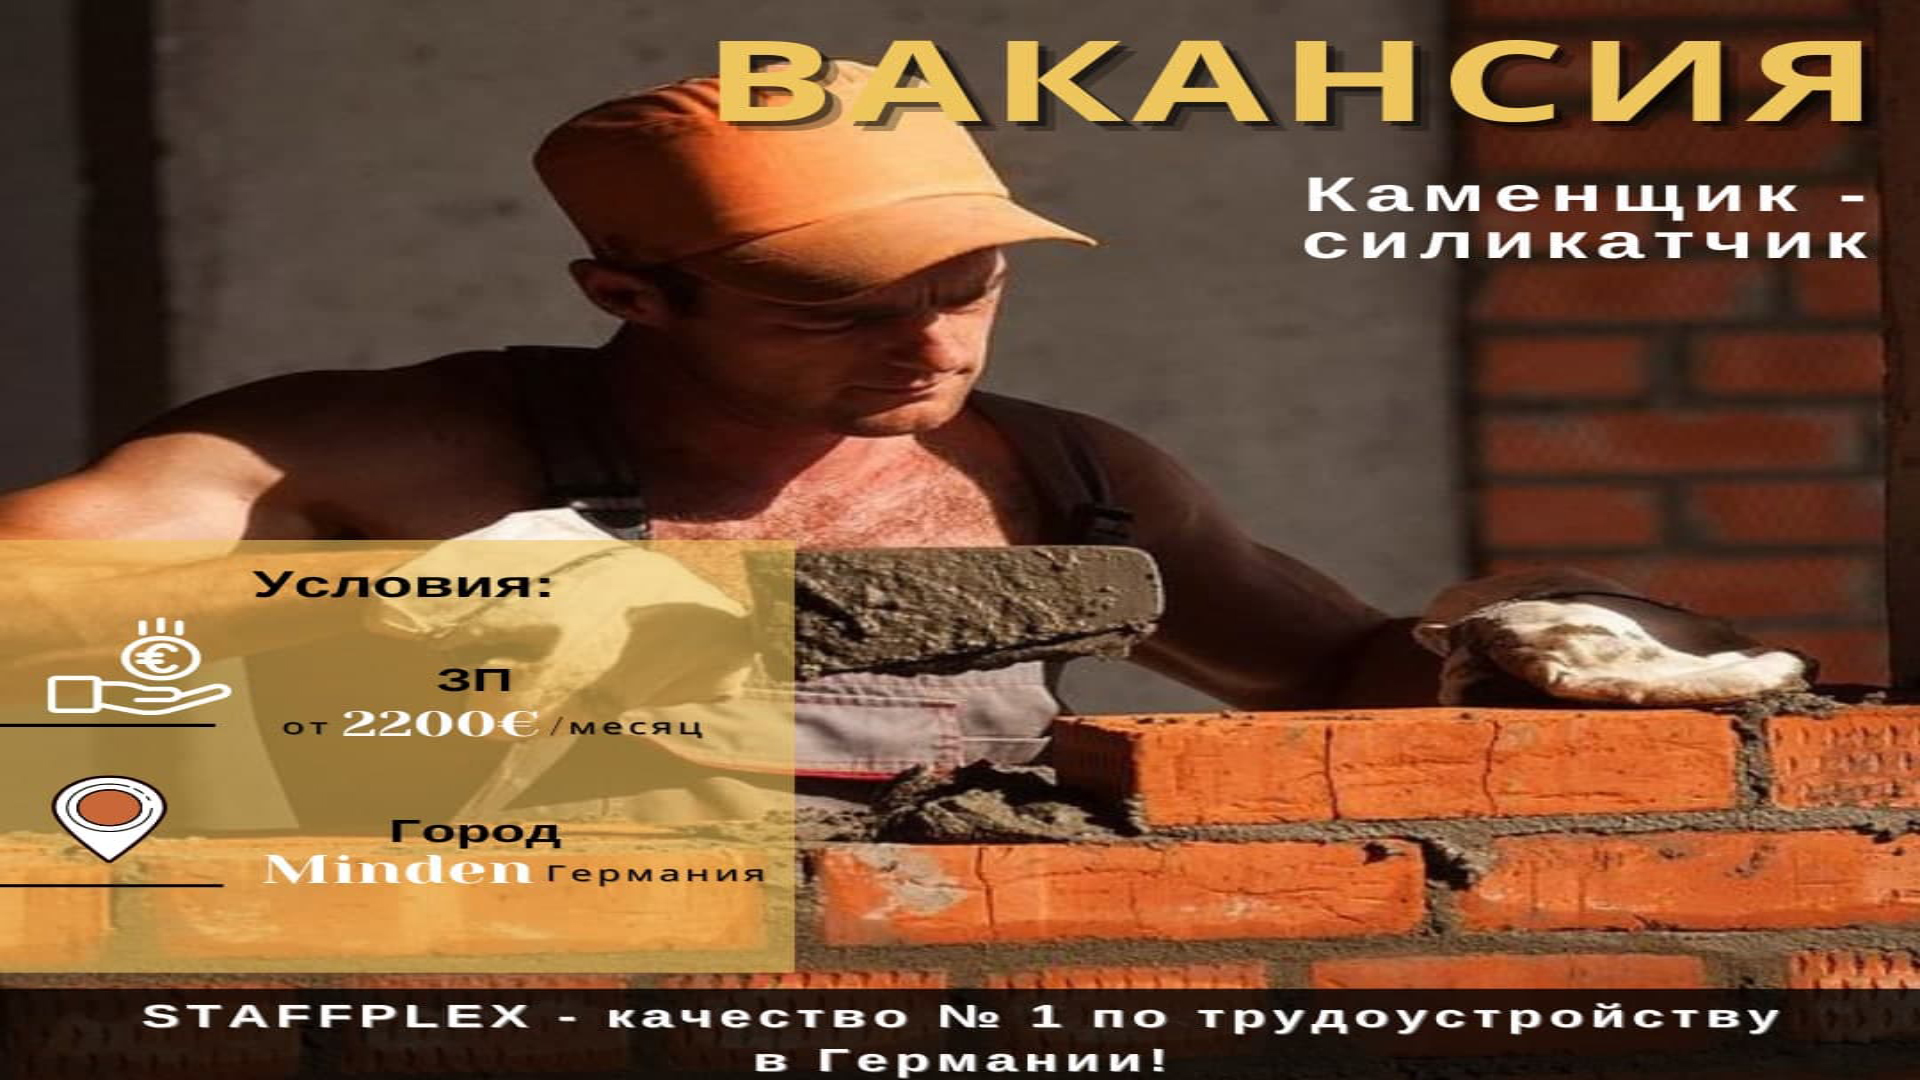 ВАКАНСИЯ
Каменщик -
силикатчик
Условия:
ЗП
от 2200€/месяц
Город
Minden Германия
STAFFPLEX - качество № 1 по трудоустройству
в Германии!